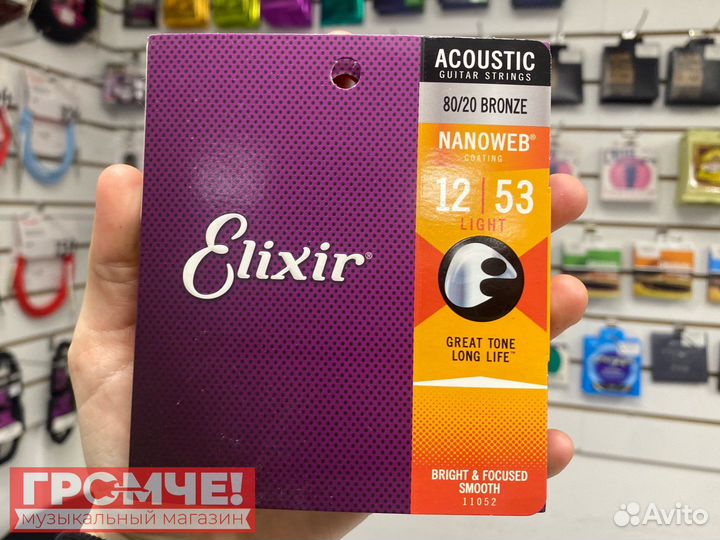 ACOUSTIC
GUITAR STRINGS
80/20 BRONZE
NANOWEB®
COATING
12 | 53
LIGHT
Elixir®
GREAT TONE
LONG LIFE™
BRIGHT & FOCUSED
SMOOTH
11052
ГРОМЧЕ!
музыкальный магазин
Avito